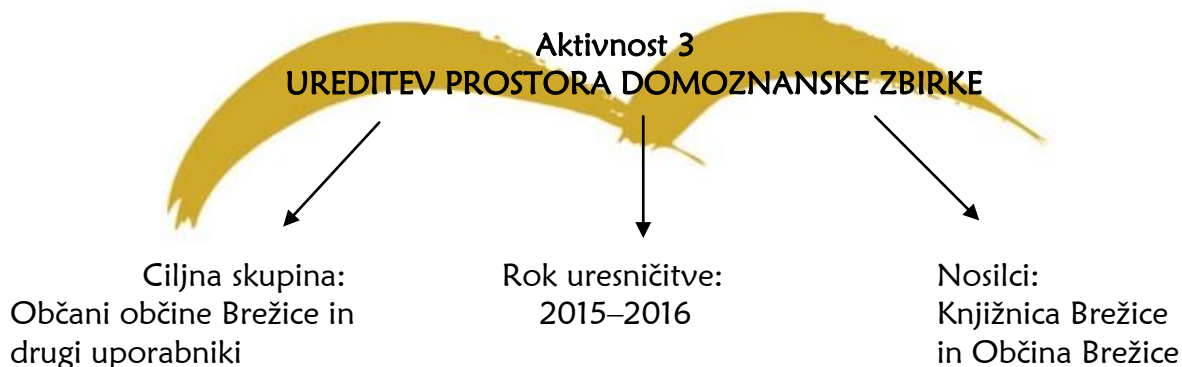 Aktivnost 3
UREDITEV PROSTORA DOMOZNANSKE ZBIRKE
Ciljna skupina:
Občani občine Brežice in
drugi uporabniki
Rok uresničitve:
2015–2016
Nosilci:
Knjižnica Brežice
in Občina Brežice